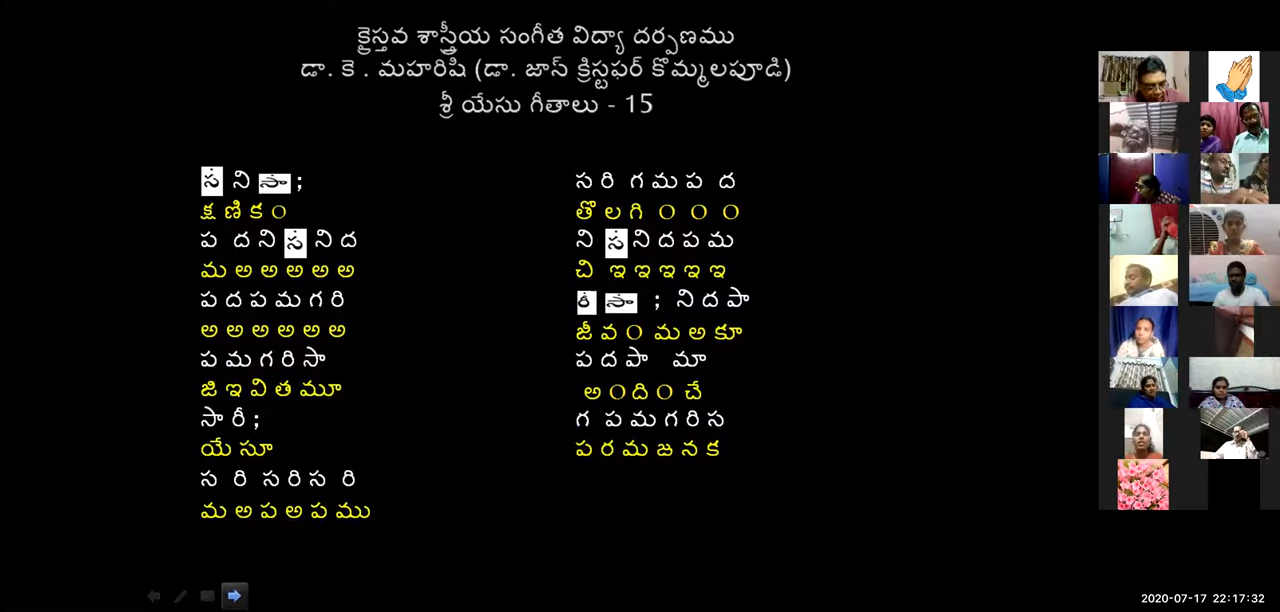 క్రైస్తవ శాస్త్రీయ సంగీత విద్యా దర్పణము
డా. కె . మహరిషి (డా. జాస్ క్రిస్టఫర్ కొమ్మలపూడి)
శ్రీ యేసు గీతాలు - 15
స ని సా ;
క్ష ణి క ం
ప ద ని స ని ద
మ అ అ అ అ అ
ప ద ప మ గ రి
అ అ అ అ అ అ
ప మ గ రి సా
జి ఇ వి త మూ
సా రీ ;
యే సూ
స రి స రి స రి
మ అ ప అ ప ము
స రి గ మ ప ద
తొ ల గి ం ం ం
ని స ని ద ప మ
చి ఇ ఇ ఇ ఇ ఇ
రీ సా ; ని ద పా
జీ వ ం మ అ కూ
ప ద పా మా
అ ం ది ం చే
గ ప మ గ రి స
ప ర మ జ న క
2020-07-17 22:17:32